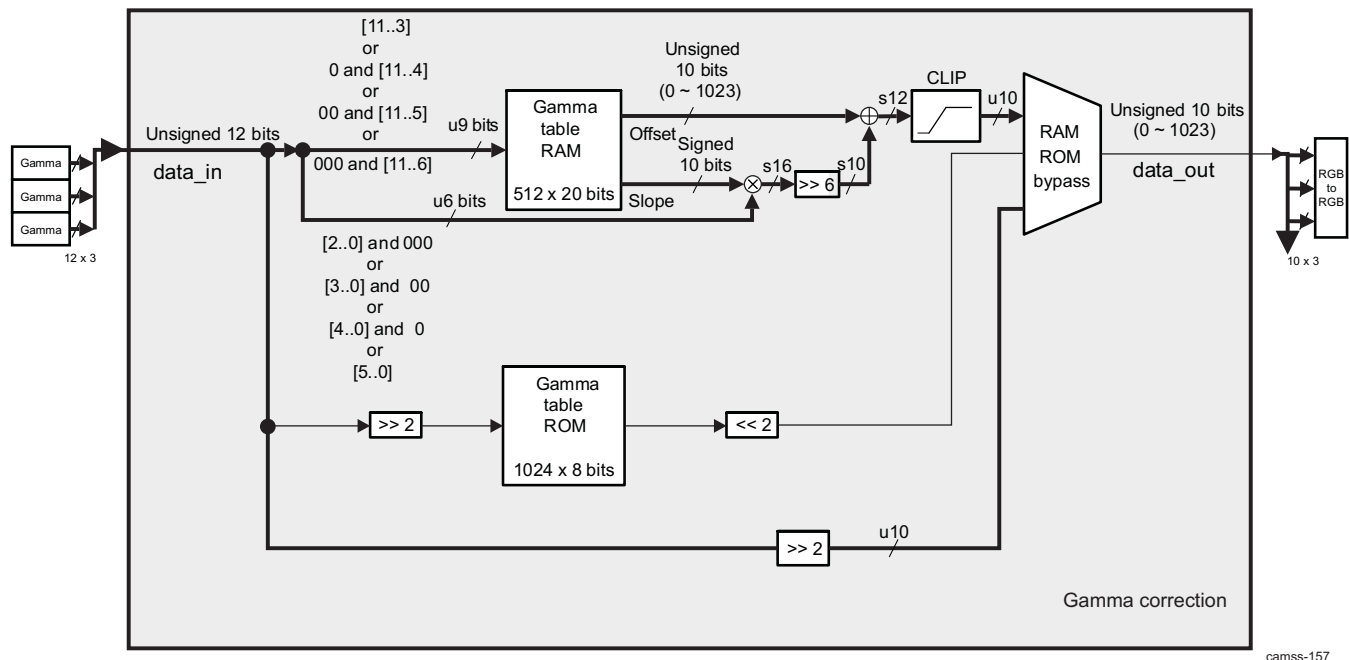 [11..3]
or
0 and [11..4]
or
00 and [11..5]
or
000 and [11..6]
Unsigned 12 bits
data_in
Gamma
Gamma
Gamma
12 x 3
u9 bits
u6 bits
Gamma
table
RAM
512 x 20 bits
Unsigned
10 bits
(0 ~ 1023)
Offset
Signed
10 bits
Slope
s16
>> 6
s10
s12
CLIP
u10
RAM
ROM
bypass
Unsigned 10 bits
(0 ~ 1023)
data_out
RGB
to
RGB
10 x 3
[2..0] and 000
or
[3..0] and 00
or
[4..0] and 0
or
[5..0]
>> 2
Gamma
table
ROM
1024 x 8 bits
<< 2
>> 2
u10
Gamma correction
camss-157